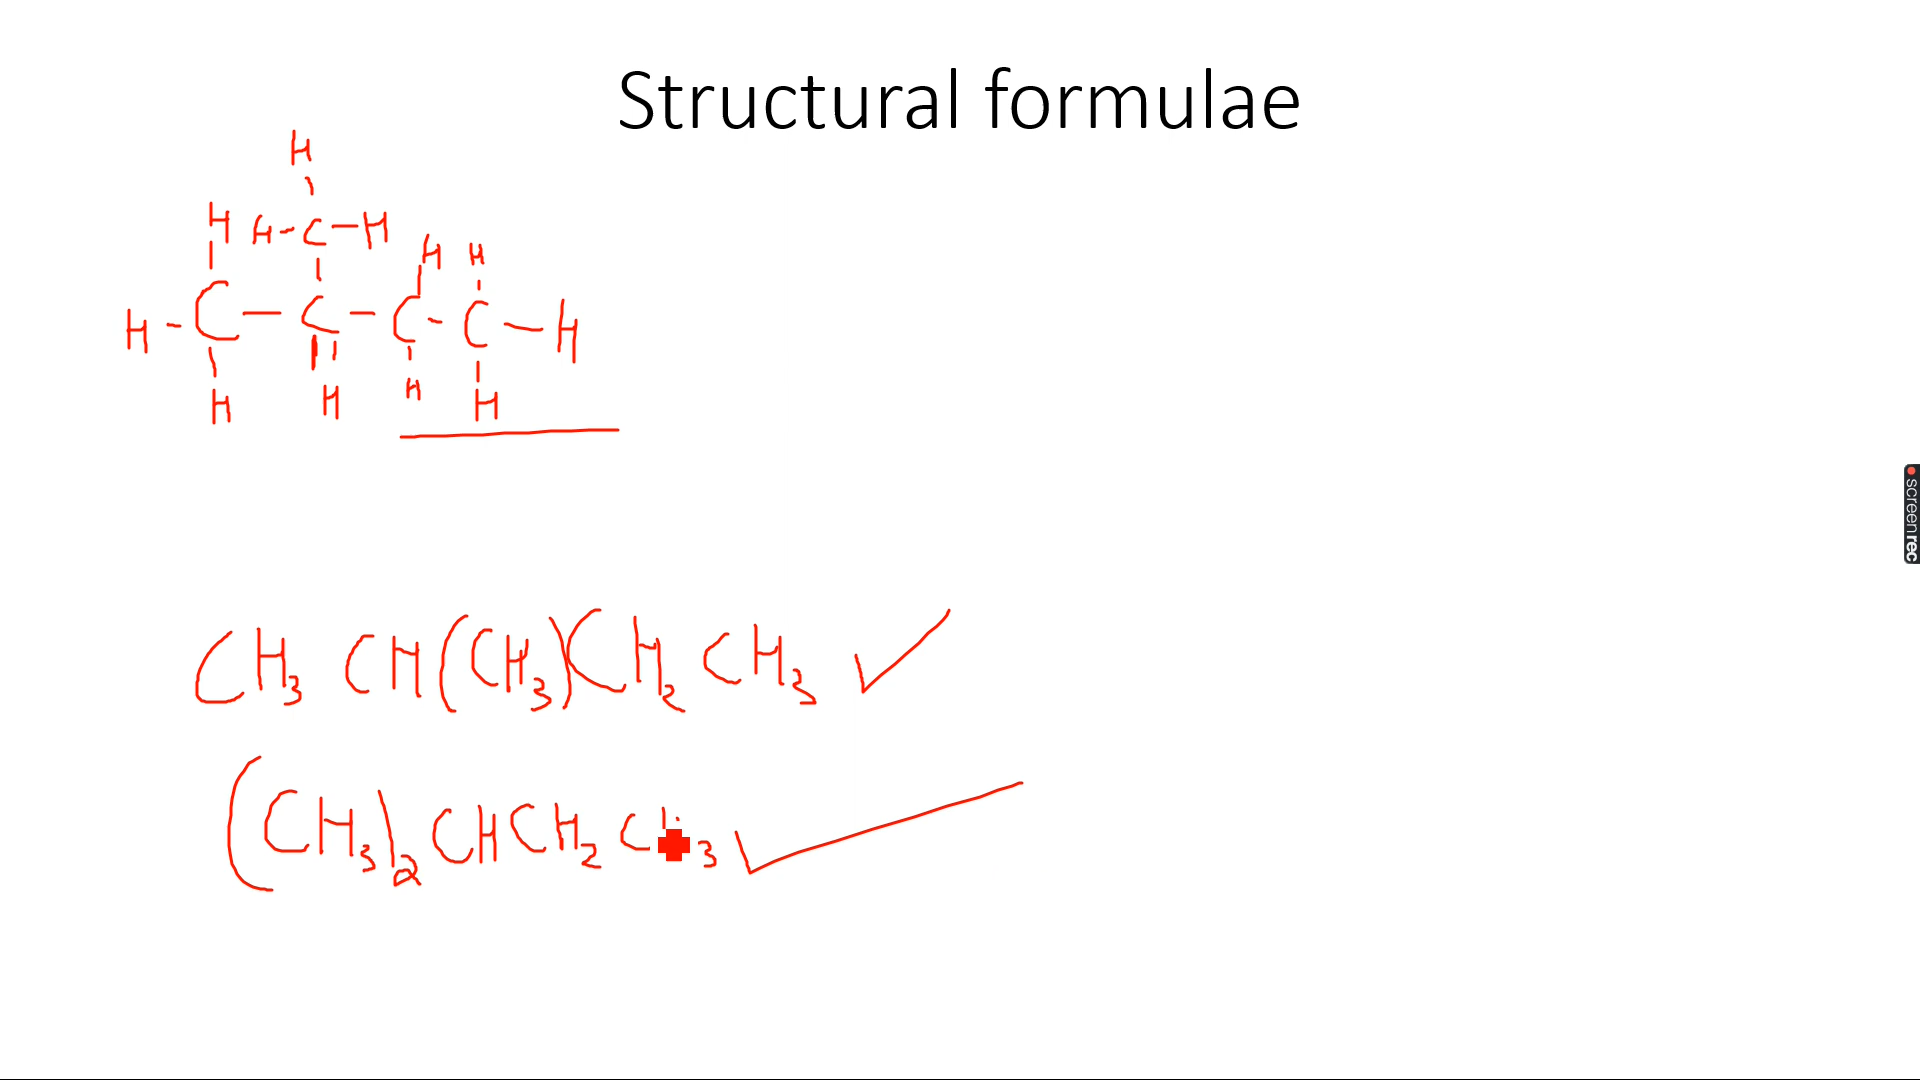 Structural formulae
H
H H-C-H H H
H-C-C-C-C-H
H H H H
CH₃ CH(CH₃)CH₂ CH₃
(CH₃)₂ CHCH₂ CH₃
screenrec